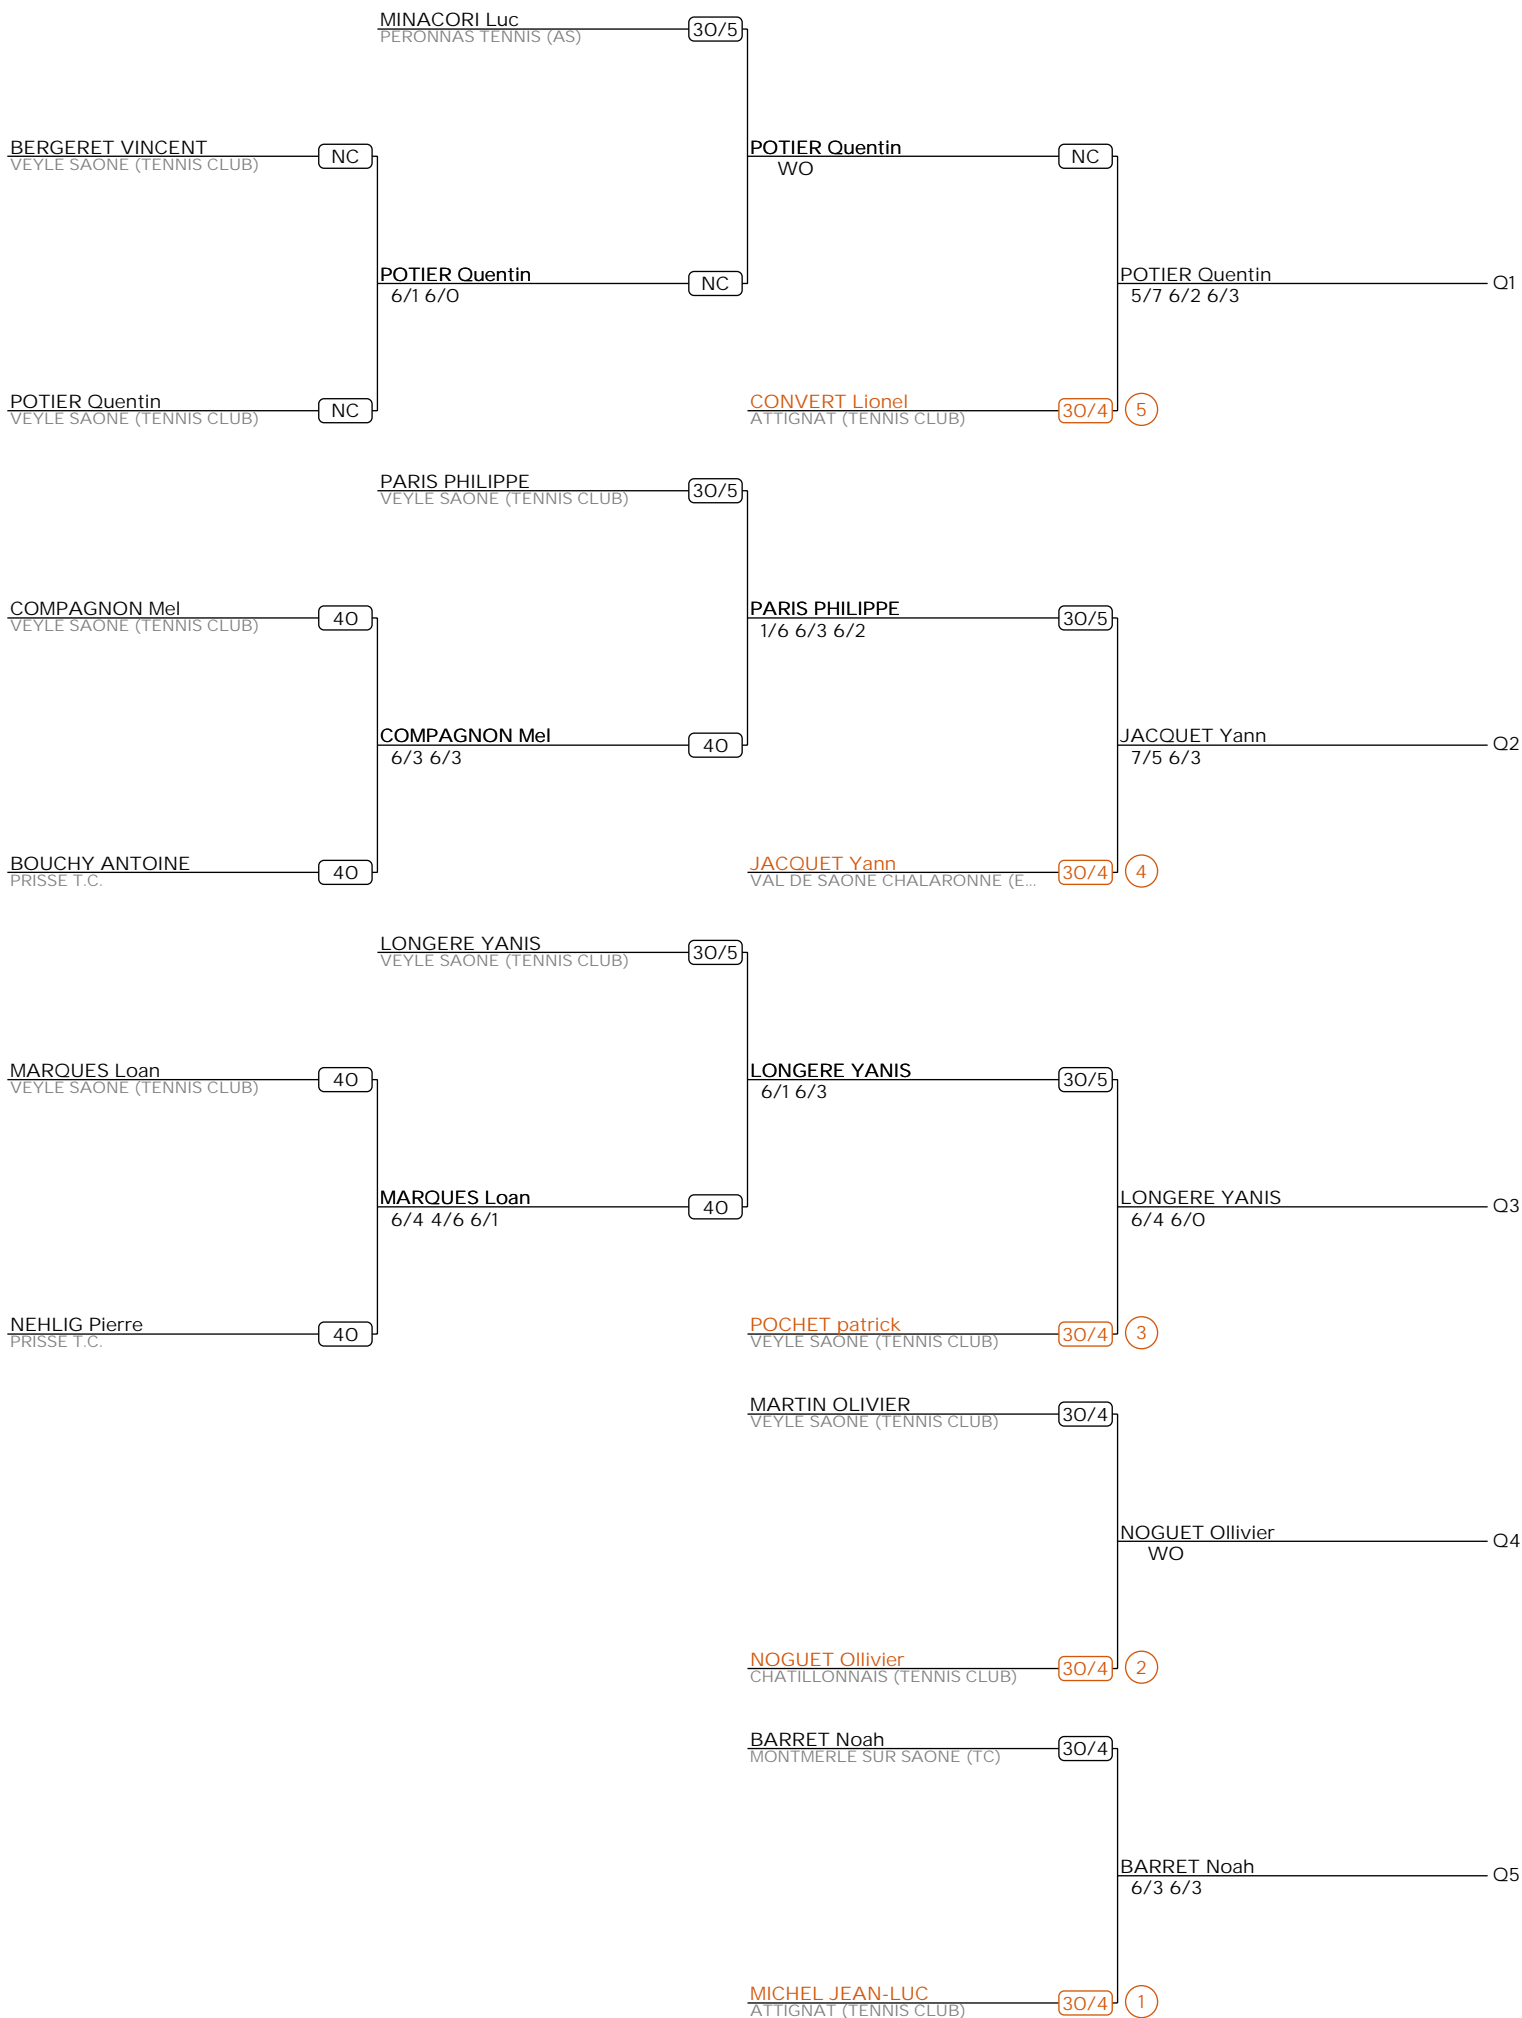 MINACORI Luc
PERONNAS TENNIS (AS)
30/5
BERGERET VINCENT
VEYLE SAONE (TENNIS CLUB)
NC
POTIER Quentin
WO
NC
POTIER Quentin
6/1 6/0
NC
POTIER Quentin
5/7 6/2 6/3
Q1
POTIER Quentin
VEYLE SAONE (TENNIS CLUB)
NC
CONVERT Lionel
ATTIGNAT (TENNIS CLUB)
30/4
5
PARIS PHILIPPE
VEYLE SAONE (TENNIS CLUB)
30/5
COMPAGNON Mel
VEYLE SAONE (TENNIS CLUB)
40
PARIS PHILIPPE
1/6 6/3 6/2
30/5
COMPAGNON Mel
6/3 6/3
40
JACQUET Yann
7/5 6/3
Q2
BOUCHY ANTOINE
PRISSE T.C.
40
JACQUET Yann
VAL DE SAONE CHALARONNE (E...
30/4
4
LONGERE YANIS
VEYLE SAONE (TENNIS CLUB)
30/5
MARQUES Loan
VEYLE SAONE (TENNIS CLUB)
40
LONGERE YANIS
6/1 6/3
30/5
MARQUES Loan
6/4 4/6 6/1
40
LONGERE YANIS
6/4 6/0
Q3
NEHLIG Pierre
PRISSE T.C.
40
POCHET patrick
VEYLE SAONE (TENNIS CLUB)
30/4
3
MARTIN OLIVIER
VEYLE SAONE (TENNIS CLUB)
30/4
NOGUET Ollivier
WO
Q4
NOGUET Ollivier
CHATILLONNAIS (TENNIS CLUB)
30/4
2
BARRET Noah
MONTMERLE SUR SAONE (TC)
30/4
BARRET Noah
6/3 6/3
Q5
MICHEL JEAN-LUC
ATTIGNAT (TENNIS CLUB)
30/4
1